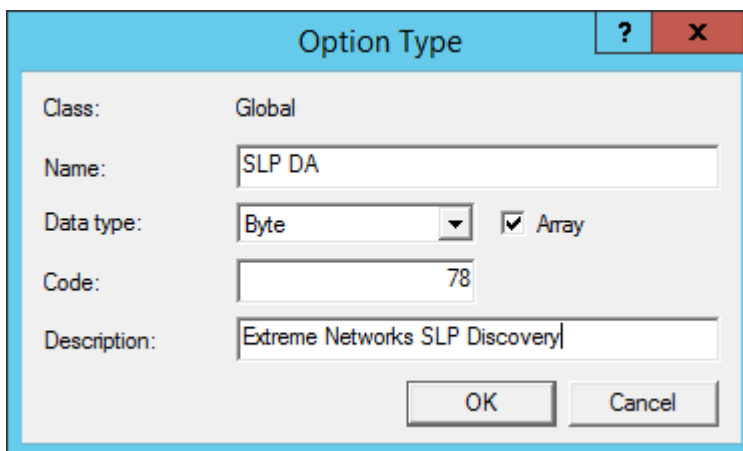 Option Type ? x
Class: Global
Name: SLP DA
Data type: Byte Array
Code: 78
Description: Extreme Networks SLP Discovery
OK Cancel